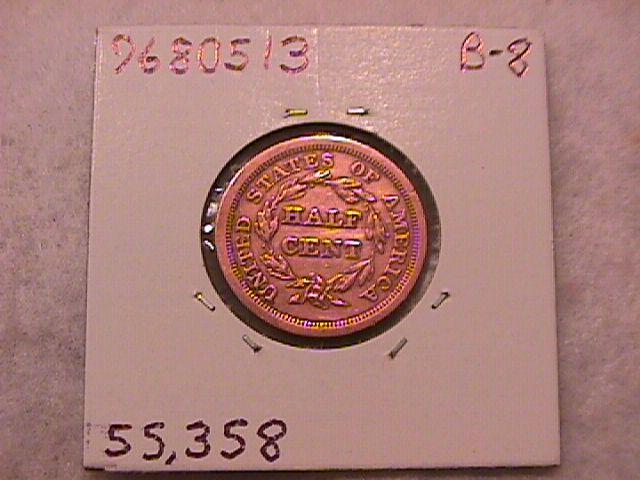 9680513 B-8
UNITED STATES OF AMERICA
HALF
CENT
55,358